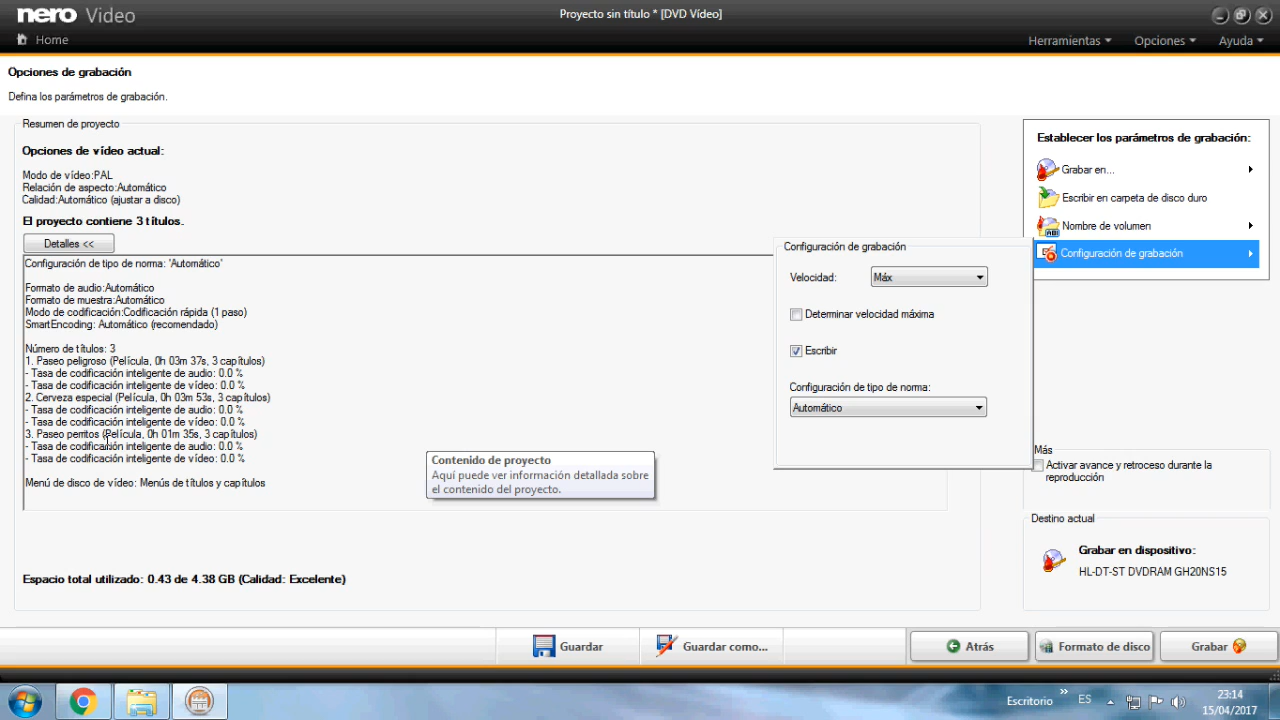 nero Video
Proyecto sin título * [DVD Vídeo]
Home
Herramientas
Opciones
Ayuda
Opciones de grabación
Defina los parámetros de grabación.
Resumen de proyecto
Opciones de vídeo actual:
Modo de vídeo:PAL
Relación de aspecto:Automático
Calidad:Automático (ajustar a disco)
El proyecto contiene 3 títulos.
Detalles <<
Configuración de tipo de norma: 'Automático'
Formato de audio:Automático
Formato de muestra:Automático
Modo de codificación:Codificación rápida (1 paso)
SmartEncoding: Automático (recomendado)
Número de títulos: 3
1. Paseo peligroso (Película, 0h 03m 37s, 3 capítulos)
- Tasa de codificación inteligente de audio: 0.0 %
- Tasa de codificación inteligente de vídeo: 0.0 %
2. Cerveza especial (Película, 0h 03m 53s, 3 capítulos)
- Tasa de codificación inteligente de audio: 0.0 %
- Tasa de codificación inteligente de vídeo: 0.0 %
3. Paseo perritos (Película, 0h 01m 35s, 3 capítulos)
- Tasa de codificación inteligente de audio: 0.0 %
- Tasa de codificación inteligente de vídeo: 0.0 %
Menú de disco de vídeo: Menús de títulos y capítulos
Contenido de proyecto
Aquí puede ver información detallada sobre
el contenido del proyecto.
Espacio total utilizado: 0.43 de 4.38 GB (Calidad: Excelente)
Configuración de grabación
Velocidad:
Máx
Determinar velocidad máxima
Escribir
Configuración de tipo de norma:
Automático
Establecer los parámetros de grabación:
Grabar en...
Escribir en carpeta de disco duro
Nombre de volumen
Configuración de grabación
Más
Activar avance y retroceso durante la
reproducción
Destino actual
Grabar en dispositivo:
HL-DT-ST DVDRAM GH20NS15
Guardar
Guardar como...
Atrás
Formato de disco
Grabar
Escritorio
ES
23:14
15/04/2017